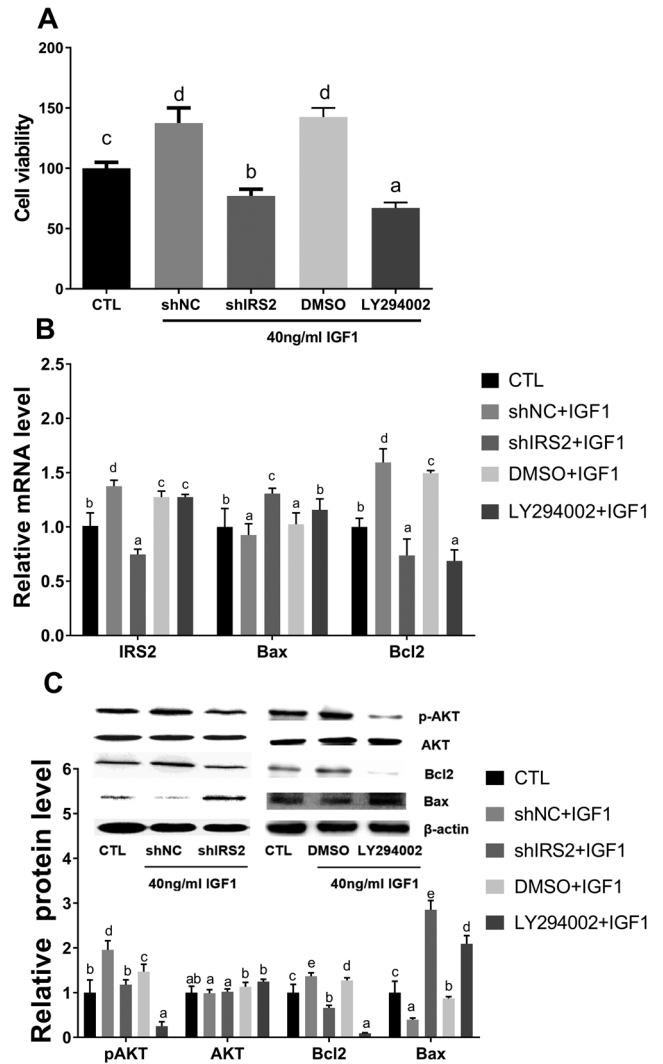 A
200
150
100
50
0
Cell viability
c
d
b
d
a
CTL shNC shIRS2 DMSO LY294002
40ng/ml IGF1
B
2.5
2.0
1.5
1.0
0.5
0.0
Relative mRNA level
b d a c c
b a c a b
b d a c a
IRS2 Bax Bcl2
CTL
shNC+IGF1
shIRS2+IGF1
DMSO+IGF1
LY294002+IGF1
C
p-AKT
AKT
Bcl2
Bax
β-actin
CTL shNC shIRS2 CTL DMSO LY294002
40ng/ml IGF1 40ng/ml IGF1
6
5
4
3
2
1
0
Relative protein level
b d b c a
ab a a b b
c e b d a
c a e b d
pAKT AKT Bcl2 Bax
CTL
shNC+IGF1
shIRS2+IGF1
DMSO+IGF1
LY294002+IGF1